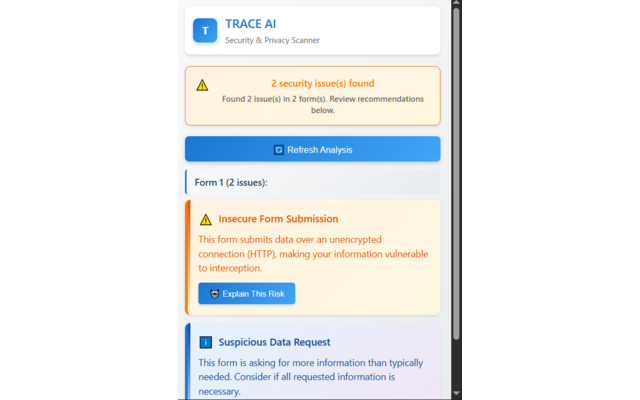 T
TRACE AI
Security & Privacy Scanner
2 security issue(s) found
Found 2 issue(s) in 2 form(s). Review recommendations
below.
Refresh Analysis
Form 1 (2 issues):
Insecure Form Submission
This form submits data over an unencrypted
connection (HTTP), making your information vulnerable
to interception.
Explain This Risk
i Suspicious Data Request
This form is asking for more information than typically
needed. Consider if all requested information is
necessary.